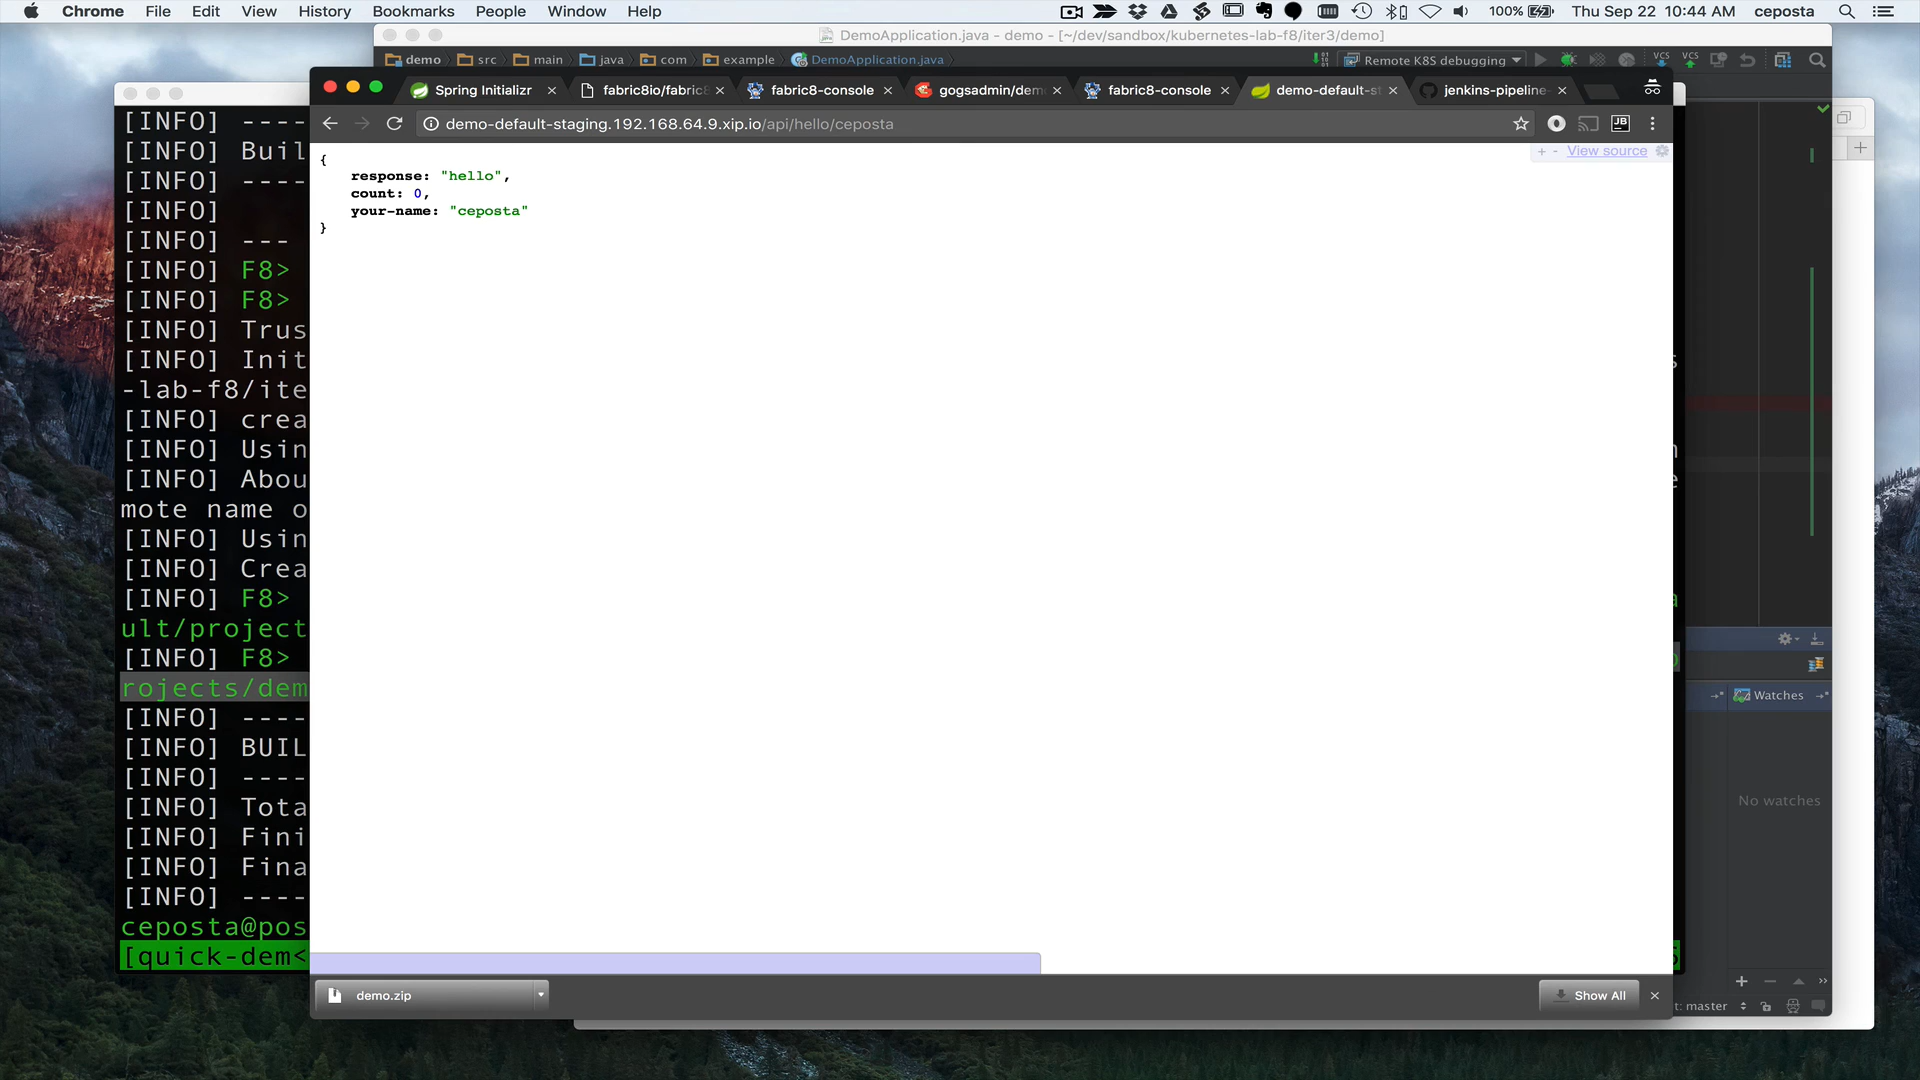 Chrome File Edit View History Bookmarks People Window Help 100% Thu Sep 22 10:44 AM ceposta
DemoApplication.java - demo - [~/dev/sandbox/kubernetes-lab-f8/iter3/demo]
demo src main java com example DemoApplication.java Remote K8S debugging VCS VCS
Spring Initializr fabric8io/fabric8 fabric8-console gogsadmin/demo fabric8-console demo-default-st jenkins-pipeline-
demo-default-staging.192.168.64.9.xip.io/api/hello/ceposta JB
+ - View source
{
response: "hello",
count: 0,
your-name: "ceposta"
}
[INFO] ----
[INFO] Buil
[INFO] ----
[INFO]
[INFO] ---
[INFO] F8>
[INFO] F8>
[INFO] Trus
[INFO] Init
-lab-f8/ite
[INFO] crea
[INFO] Usin
[INFO] Abou
mote name o
[INFO] Usin
[INFO] Crea
[INFO] F8>
ult/project
[INFO] F8>
rojects/dem
[INFO] ----
[INFO] BUIL
[INFO] ----
[INFO] Tota
[INFO] Fini
[INFO] Fina
[INFO] ----
ceposta@pos
[quick-dem<
Watches
No watches
demo.zip Show All
t: master